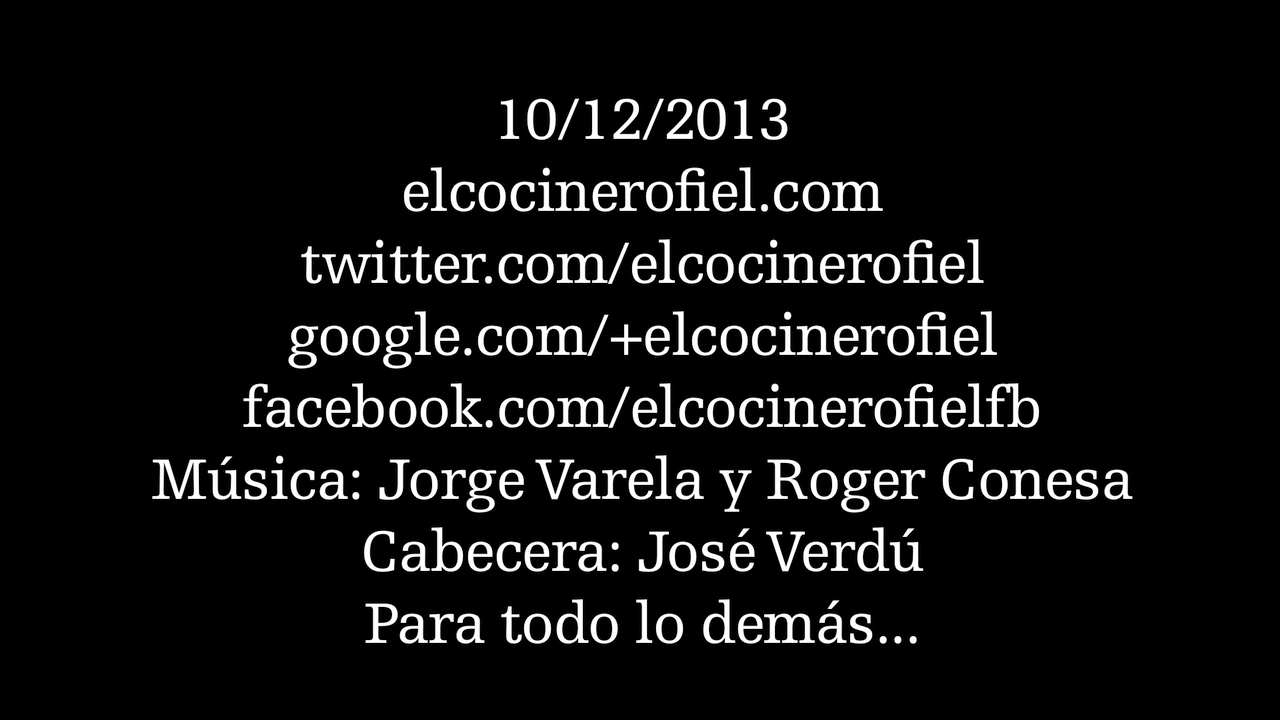 10/12/2013
elcocinerofiel.com
twitter.com/elcocinerofiel
google.com/+elcocinerofiel
facebook.com/elcocinerofielfb
Música: Jorge Varela y Roger Conesa
Cabecera: José Verdú
Para todo lo demás...